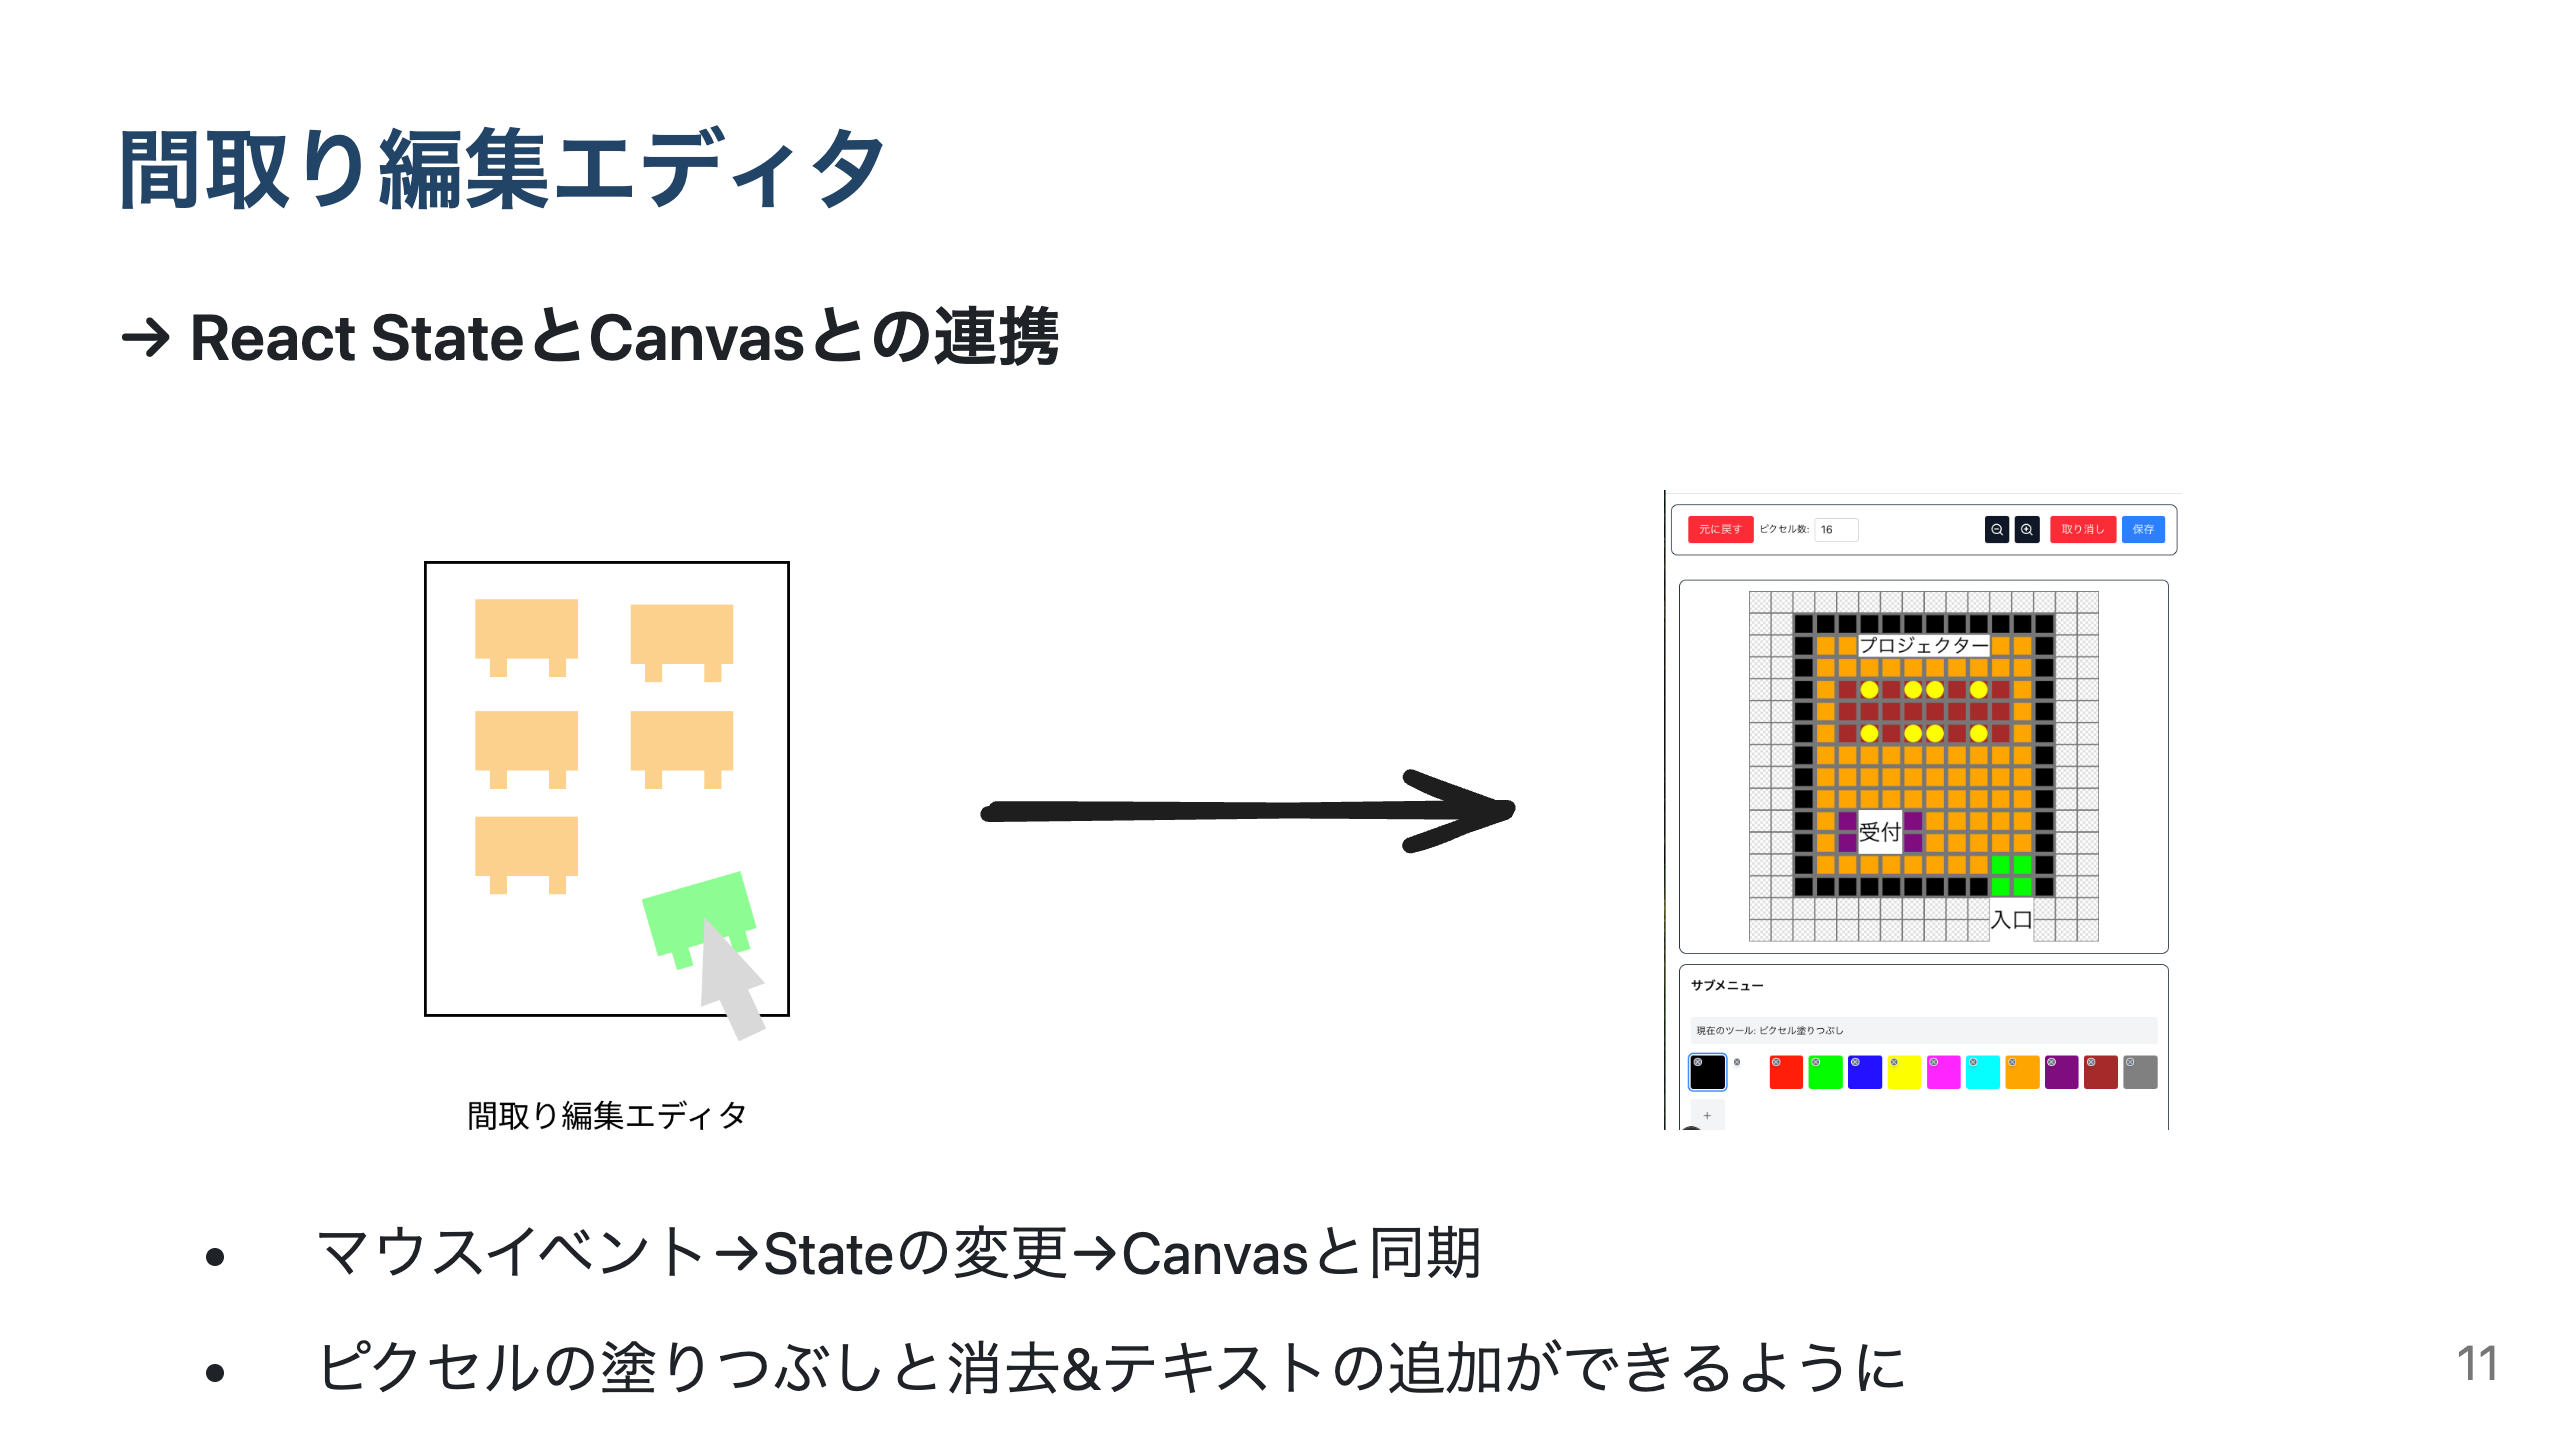 間取り編集エディタ
→ React StateとCanvasとの連携
元に戻す ピクセル数: 16 取り消し 保存
プロジェクター
受付
入口
サブメニュー
現在のツール: ピクセル塗りつぶし
+
間取り編集エディタ
• マウスイベント→Stateの変更→Canvasと同期
• ピクセルの塗りつぶしと消去&テキストの追加ができるように
11